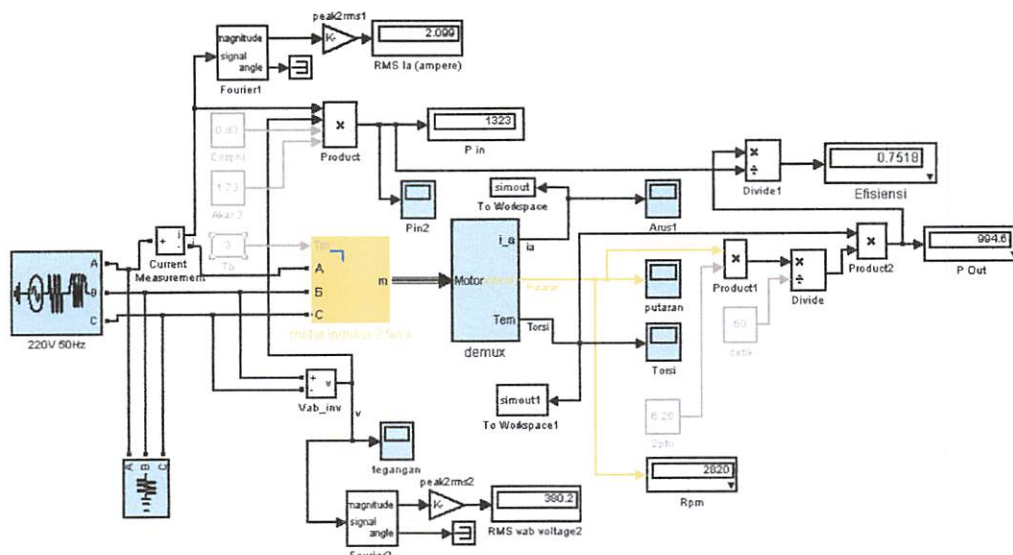 peak2rms1
magnitude
signal
angle
Fourier1
K-
2.099
RMS Ia (ampere)
0.83
Cosphi
1.73
Akar 3
×
Product
1323
P in
Pin2
simout
To Workspace
×
÷
Divide1
0.7518
Efisiensi
+
-
i
Current
Measurement
3
Tb
Tm
A
Б
C
m
Motor
i_a
ia
Putaran
Tem
Torsi
demux
Arus1
putaran
Torsi
×
Product1
×
÷
Divide
×
Product2
994.6
P Out
60
detik
6.28
2phi
A
B
C
220V 50Hz
+
-
v
Vab_inv
v
simout1
To Workspace1
A
B
C
tegangan
2820
Rpm
peak2rms2
magnitude
signal
angle
K-
380.2
RMS vab voltage2